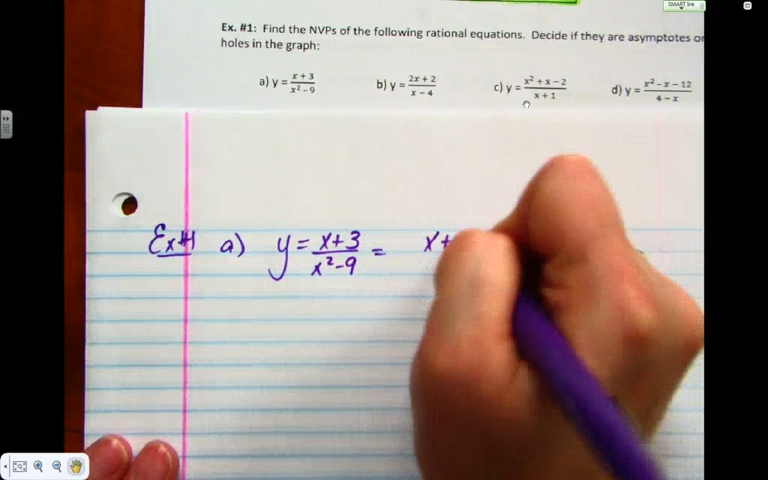 SMART Ink
Ex. #1: Find the NVPs of the following rational equations. Decide if they are asymptotes or
holes in the graph:
a) y = (x + 3)/(x² − 9) b) y = (2x + 2)/(x − 4) c) y = (x² + x − 2)/(x + 1) d) y = (x² − x − 12)/(4 − x)
Ex#1 a) y = (x+3)/(x²-9) = x+